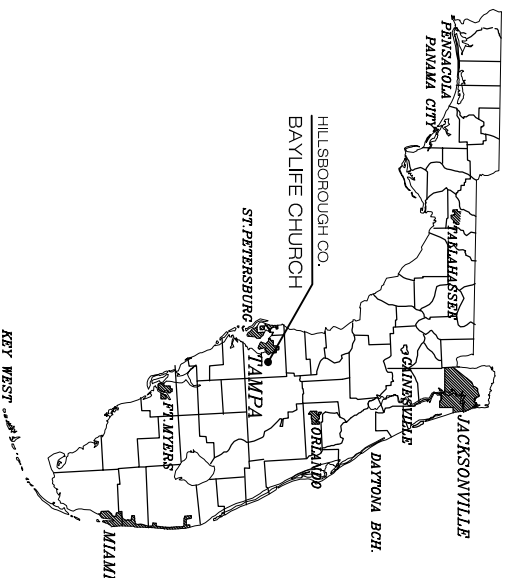 PENSACOLA
PANAMA CITY
TAKLAHASSEE
JACKSONVILLE
GAINESVILLE
DAYTONA BCH.
ORLANDO
HILLSBOROUGH CO.
BAYLIFE CHURCH
ST.PETERSBURG
TAMPA
FT.MYERS
MIAMI
KEY WEST